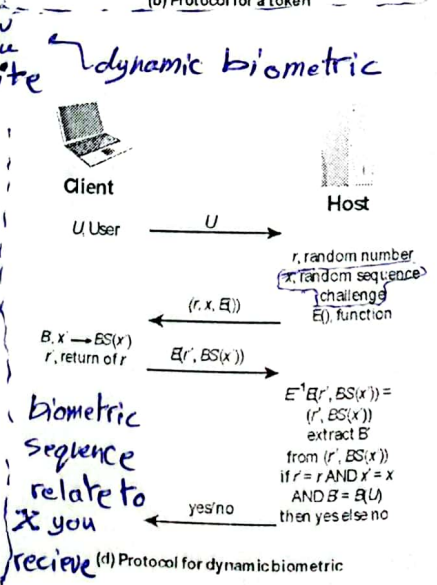 (b) Protocol for a token
dynamic biometric
Client
Host
U, User
U
r, random number
x, random sequence
challenge
E(), function
(r, x, E())
B, x' → BS(x')
r', return of r
E(r', BS(x'))
E⁻¹E(r', BS(x')) =
(r', BS(x'))
extract B'
from (r', BS(x'))
if r' = r AND x' = x
AND B' = B(U)
then yes else no
yes/no
biometric
sequence
relate to
X you
recieve
(d) Protocol for dynamic biometric